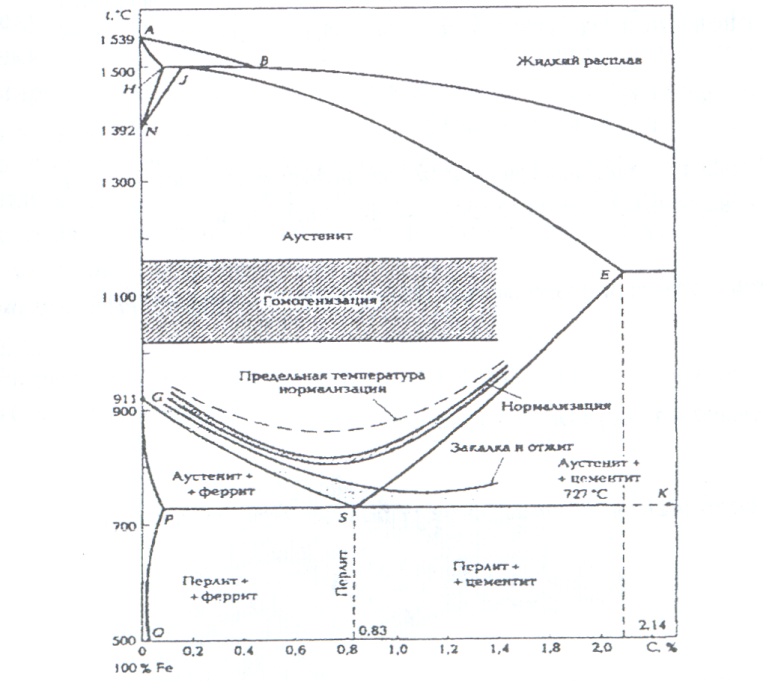 t, °C
A
1 539
B
Жидкий расплав
1 500
H
J
1 392
N
1 300
Аустенит
E
1 100
Гомогенизация
Предельная температура
нормализации
911
G
900
Нормализация
Закалка и отжиг
Аустенит +
+ феррит
Аустенит +
+ цементит
727 °C
K
P
S
700
Перлит +
+ феррит
Перлит
Перлит +
+ цементит
Q
0,83
2,14
500
0
0,2
0,4
0,6
0,8
1,0
1,2
1,4
1,6
1,8
2,0
C, %
100 % Fe